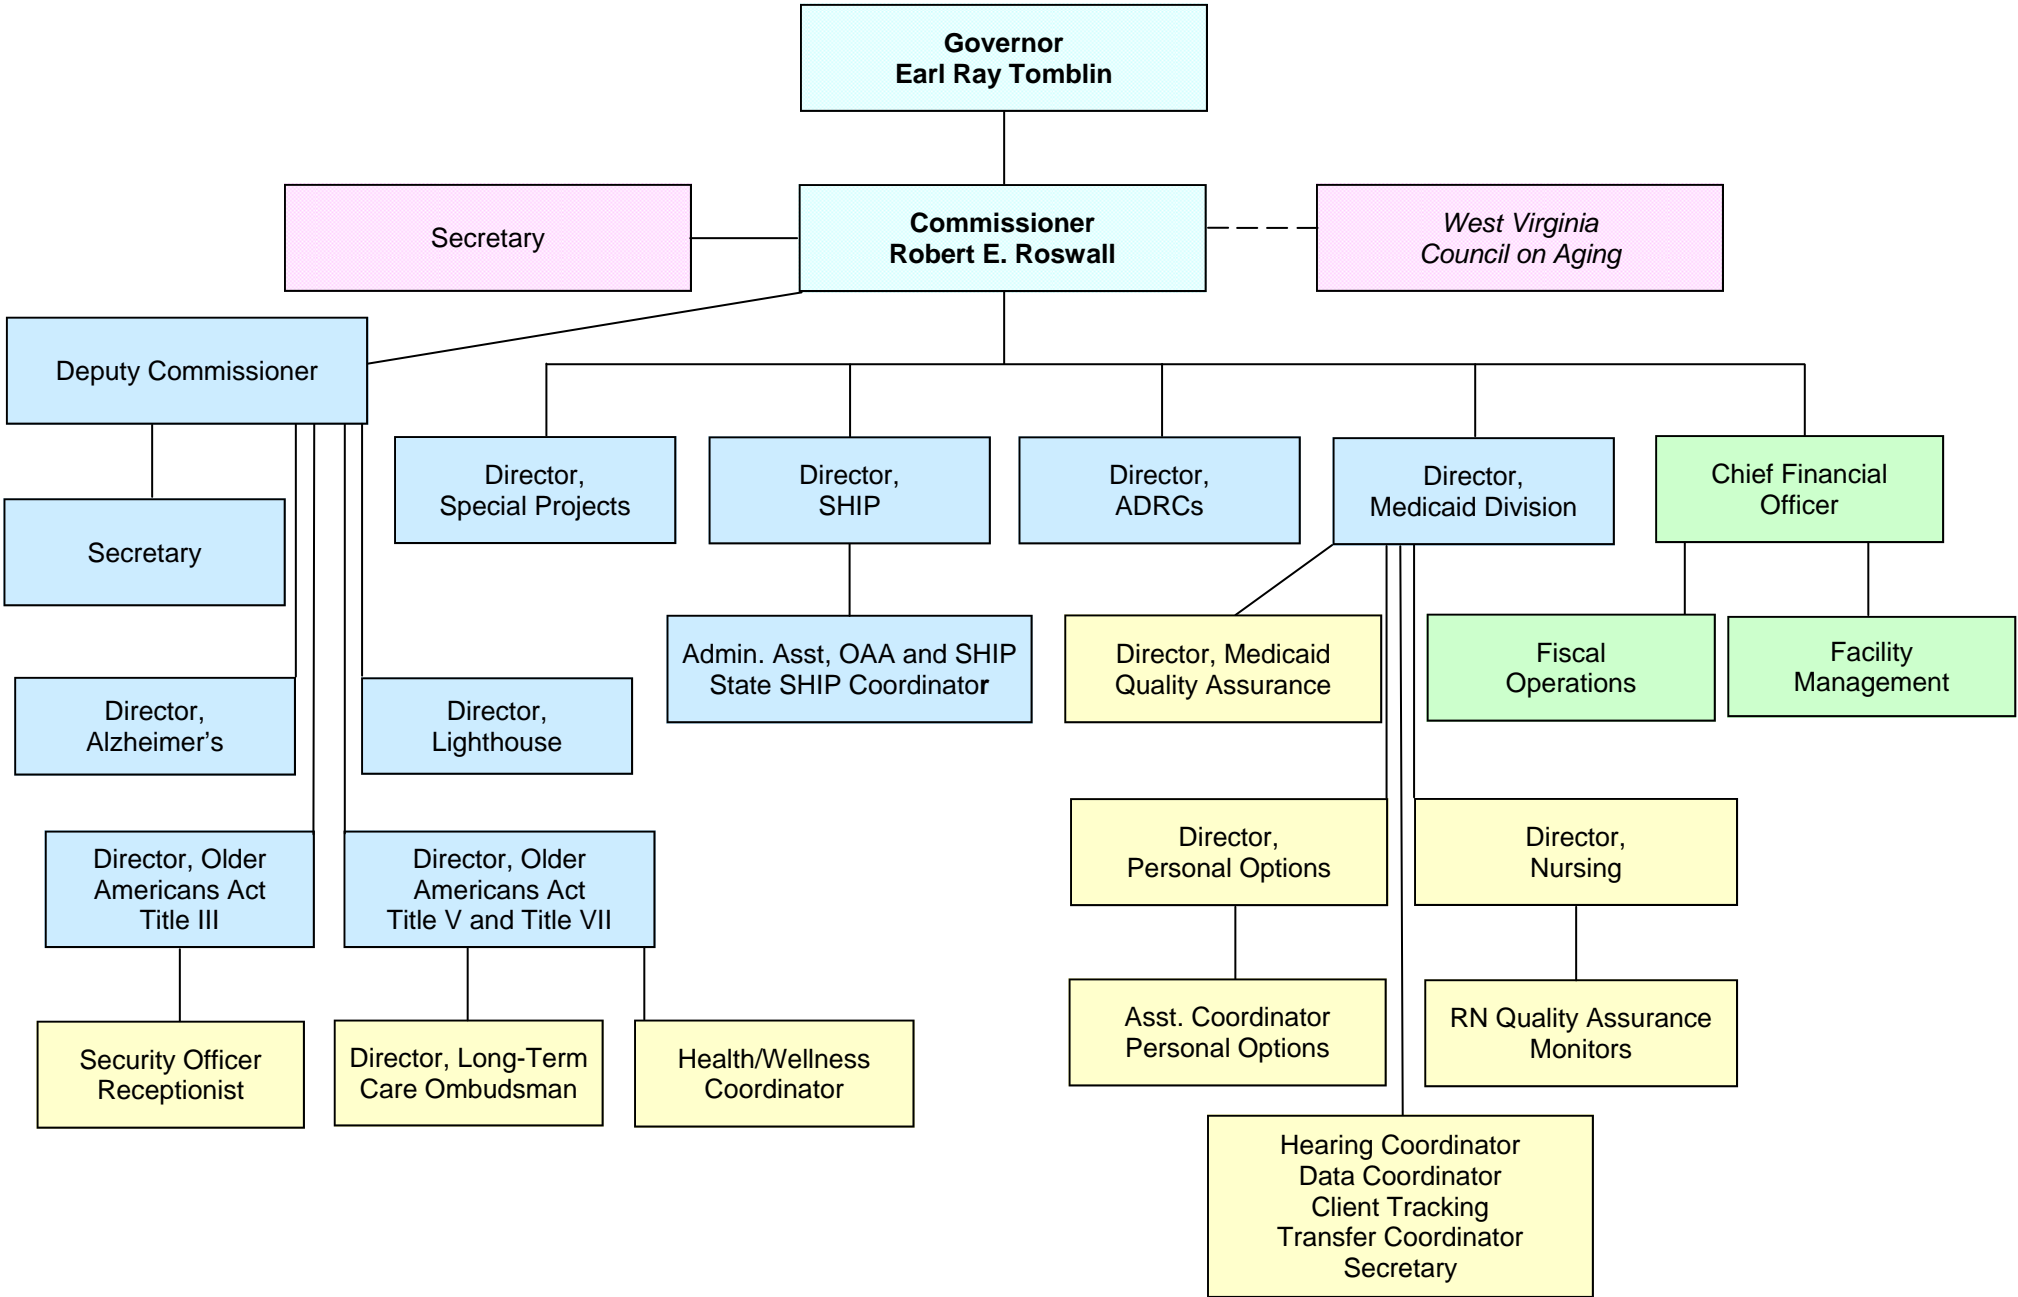 Governor
Earl Ray Tomblin
Secretary
Commissioner
Robert E. Roswall
West Virginia
Council on Aging
Deputy Commissioner
Director,
Special Projects
Director,
SHIP
Director,
ADRCs
Director,
Medicaid Division
Chief Financial
Officer
Secretary
Admin. Asst, OAA and SHIP
State SHIP Coordinator
Director, Medicaid
Quality Assurance
Fiscal
Operations
Facility
Management
Director,
Alzheimer’s
Director,
Lighthouse
Director, Older
Americans Act
Title III
Director, Older
Americans Act
Title V and Title VII
Director,
Personal Options
Director,
Nursing
Security Officer
Receptionist
Director, Long-Term
Care Ombudsman
Health/Wellness
Coordinator
Asst. Coordinator
Personal Options
RN Quality Assurance
Monitors
Hearing Coordinator
Data Coordinator
Client Tracking
Transfer Coordinator
Secretary